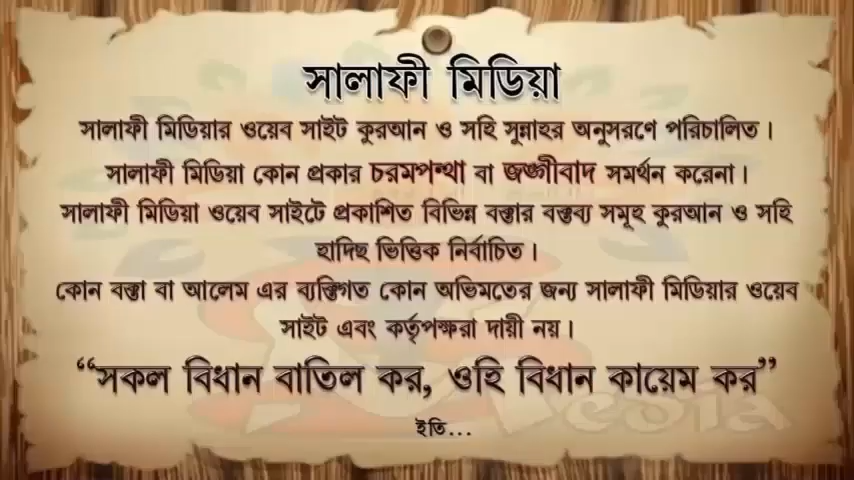 সালাফী মিডিয়া
সালাফী মিডিয়ার ওয়েব সাইট কুরআন ও সহি সুন্নাহর অনুসরণে পরিচালিত।
সালাফী মিডিয়া কোন প্রকার চরমপন্থা বা জঙ্গীবাদ সমর্থন করেনা।
সালাফী মিডিয়া ওয়েব সাইটে প্রকাশিত বিভিন্ন বক্তার বক্তব্য সমূহ কুরআন ও সহি
হাদিছ ভিত্তিক নির্বাচিত।
কোন বক্তা বা আলেম এর ব্যক্তিগত কোন অভিমতের জন্য সালাফী মিডিয়ার ওয়েব
সাইট এবং কর্তৃপক্ষরা দায়ী নয়।
“সকল বিধান বাতিল কর, ওহি বিধান কায়েম কর”
ইতি...